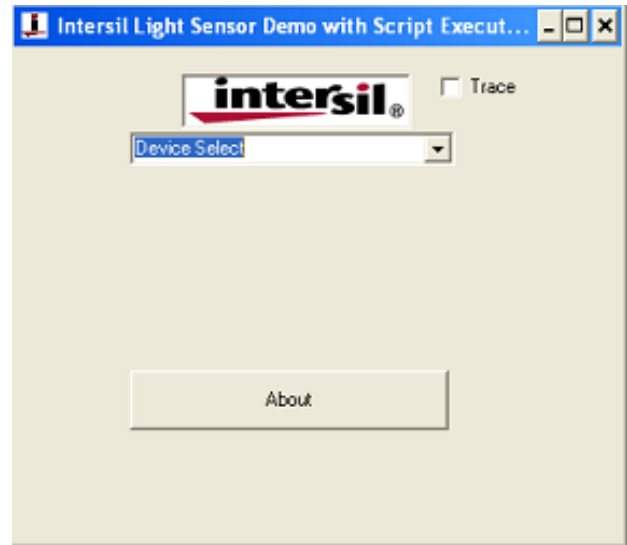 Intersil Light Sensor Demo with Script Execut...
intersil®
Trace
Device Select
About